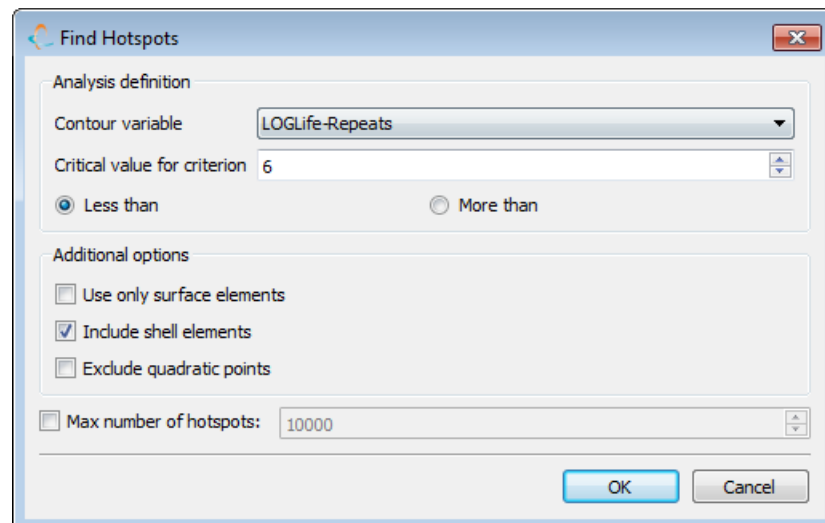 Find Hotspots
Analysis definition
Contour variable LOGLife-Repeats
Critical value for criterion 6
Less than More than
Additional options
Use only surface elements
Include shell elements
Exclude quadratic points
Max number of hotspots: 10000
OK Cancel